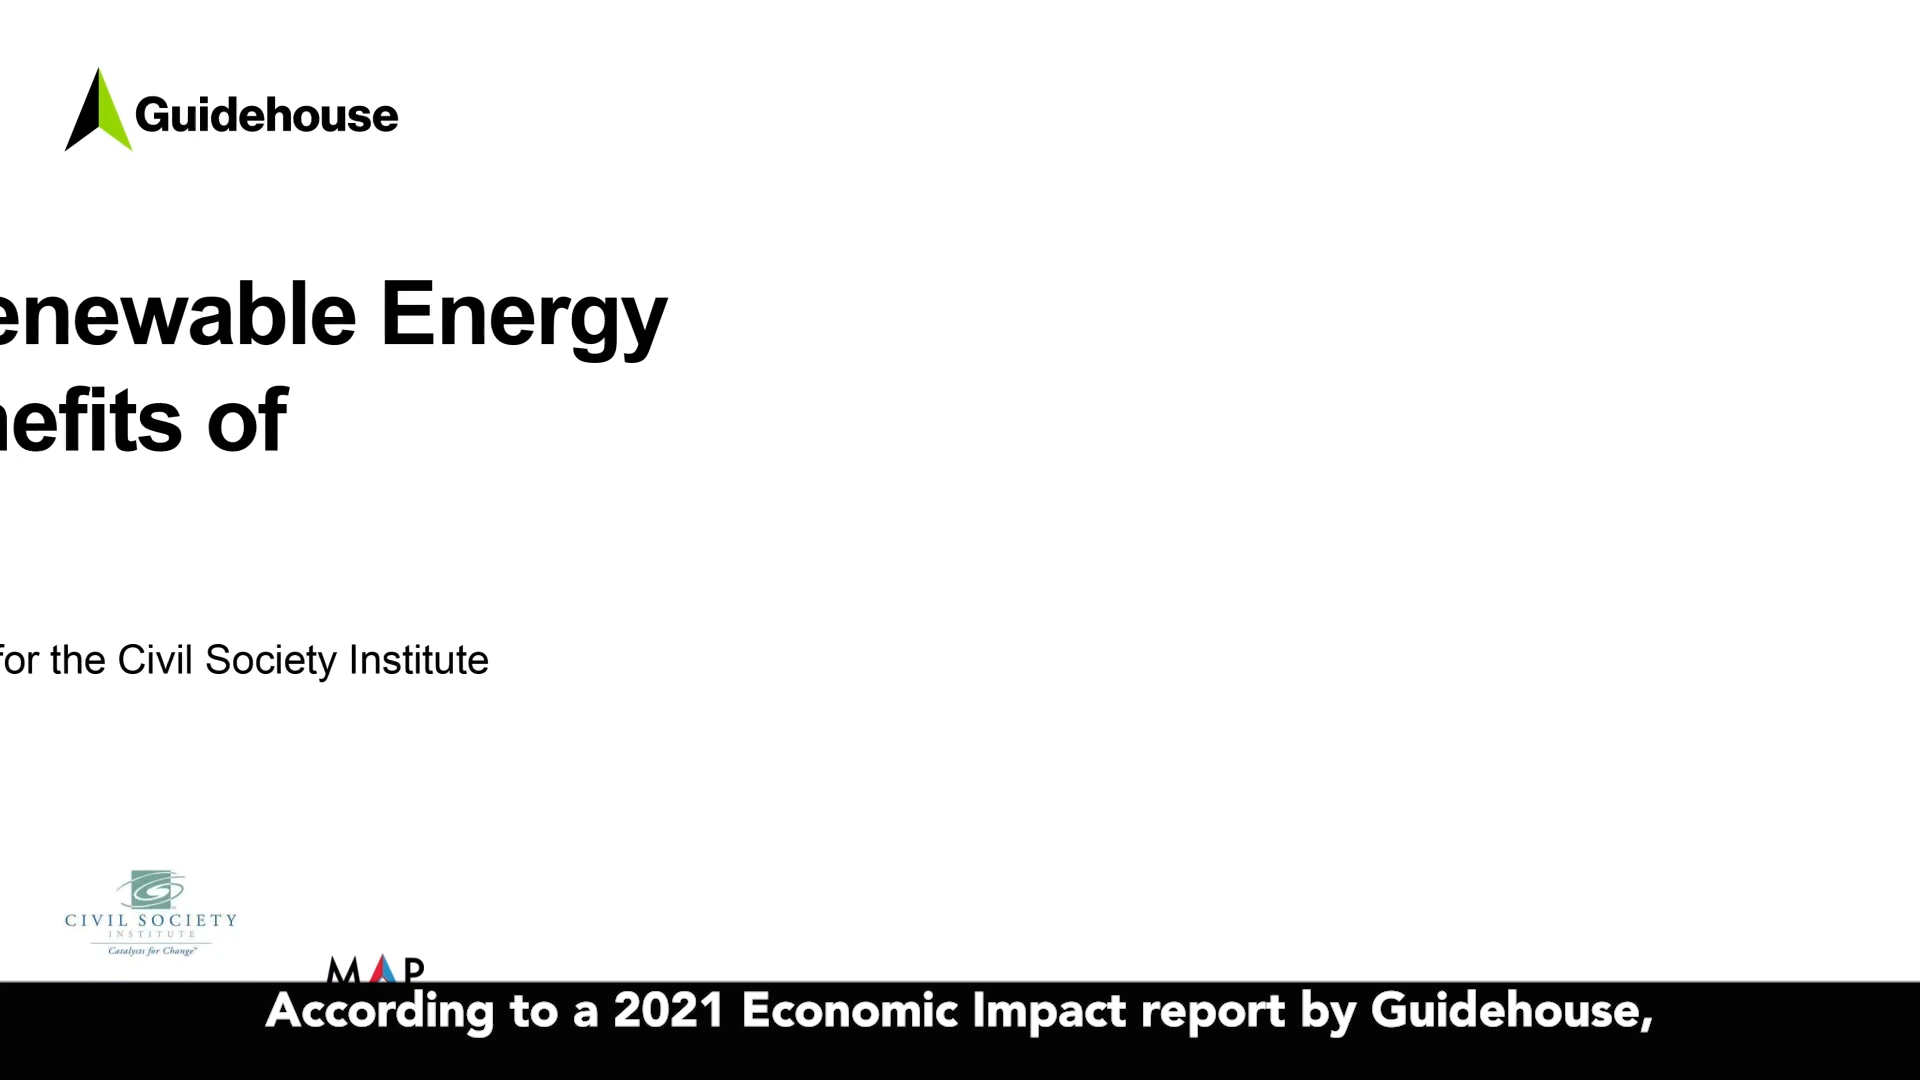 Guidehouse
enewable Energy
nefits of
for the Civil Society Institute
CIVIL SOCIETY
INSTITUTE
Catalysts for Change
MAP
According to a 2021 Economic Impact report by Guidehouse,